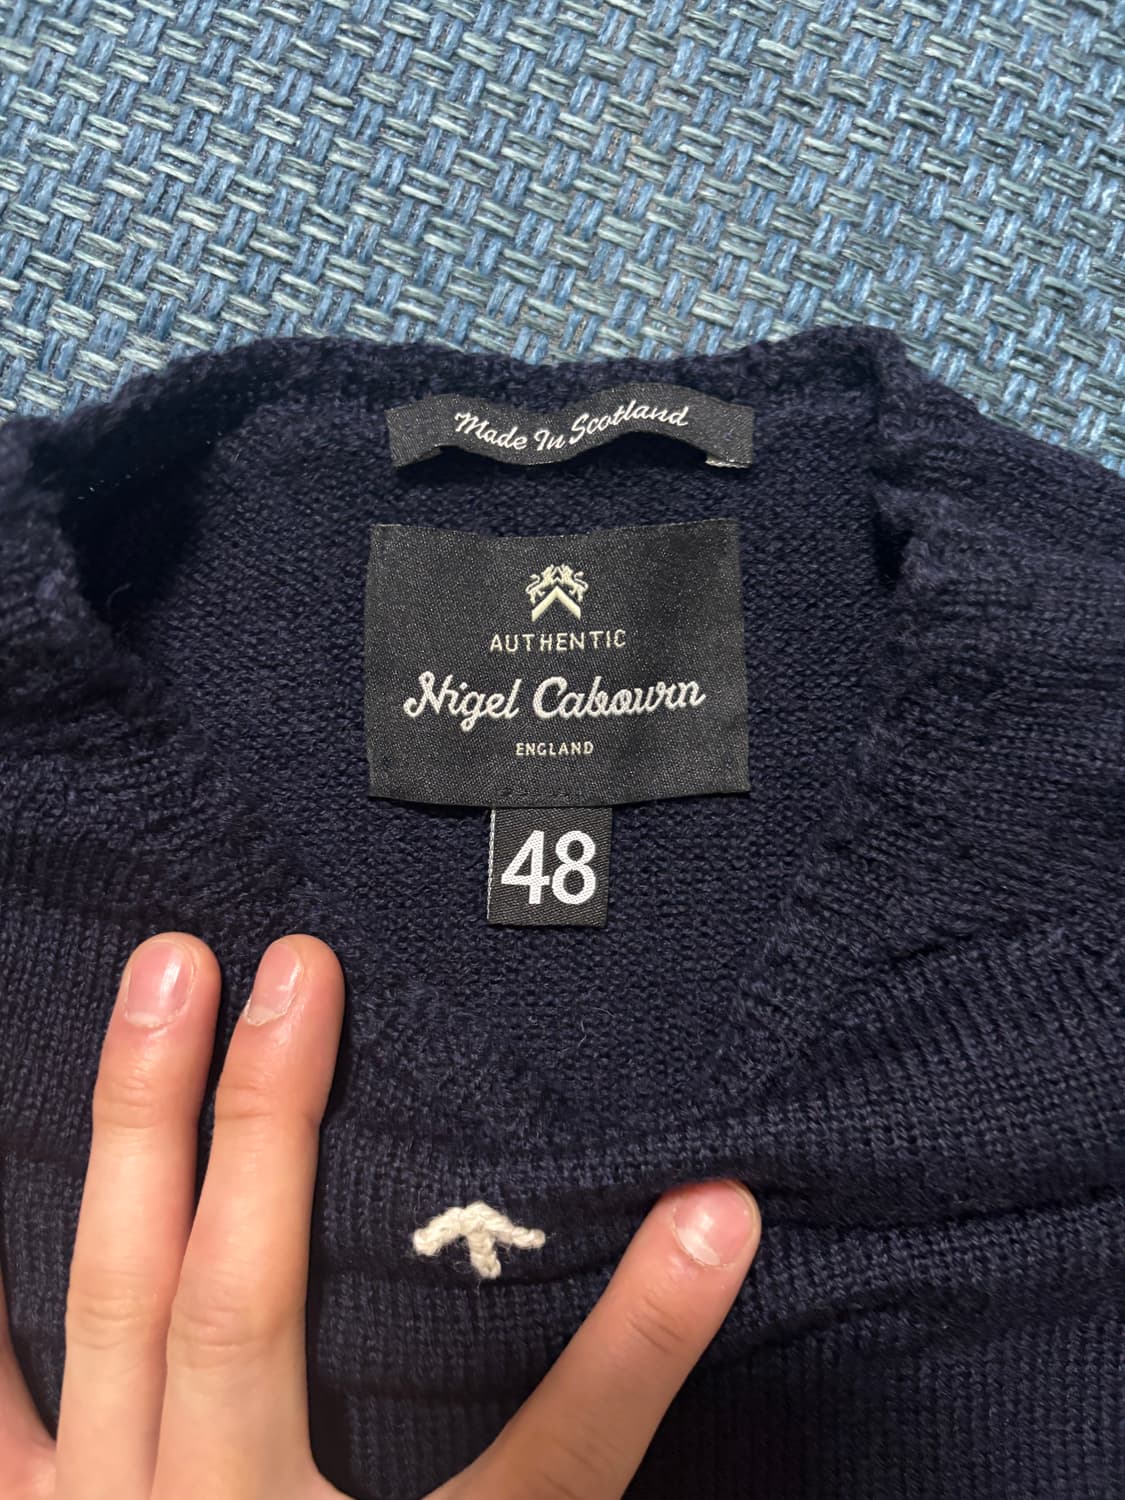 Made In Scotland
AUTHENTIC
Nigel Cabourn
ENGLAND
48